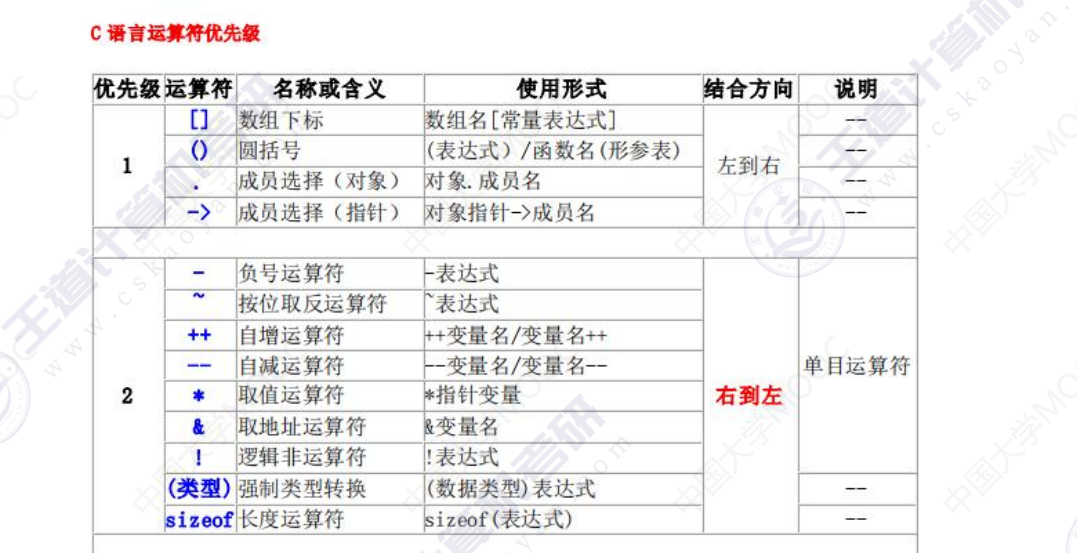 C 语言运算符优先级
优先级 运算符 名称或含义 使用形式 结合方向 说明
1 [] 数组下标 数组名[常量表达式] 左到右 --
() 圆括号 (表达式）/函数名(形参表) --
. 成员选择（对象） 对象.成员名 --
-> 成员选择（指针） 对象指针->成员名 --
2 - 负号运算符 -表达式 右到左 单目运算符
~ 按位取反运算符 ~表达式
++ 自增运算符 ++变量名/变量名++
-- 自减运算符 --变量名/变量名--
* 取值运算符 *指针变量
& 取地址运算符 &变量名
! 逻辑非运算符 !表达式
(类型) 强制类型转换 (数据类型)表达式 --
sizeof 长度运算符 sizeof(表达式) --
王道计算机考研
www.cskaoyan.com
中国大学MOOC